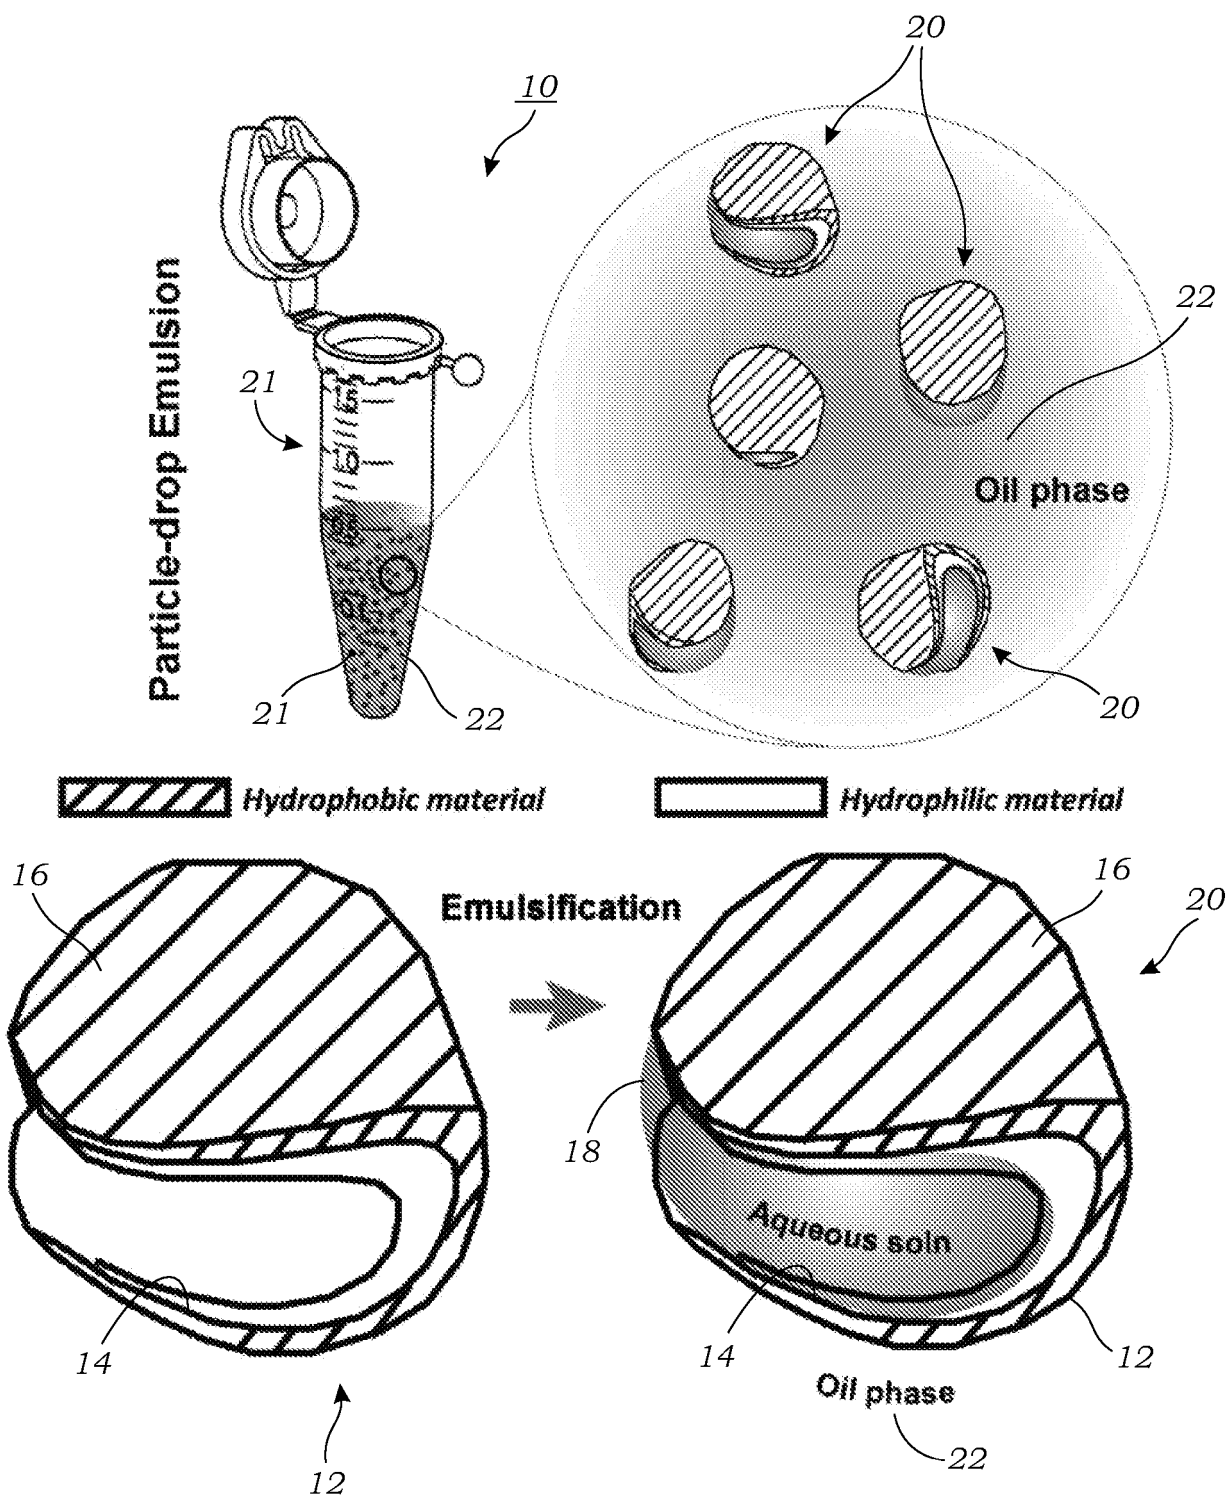 20
10
22
21
Particle-drop Emulsion
Oil phase
21
22
20
Hydrophobic material
Hydrophilic material
16
Emulsification
16
20
18
Aqueous soln
14
14
12
Oil phase
12
22